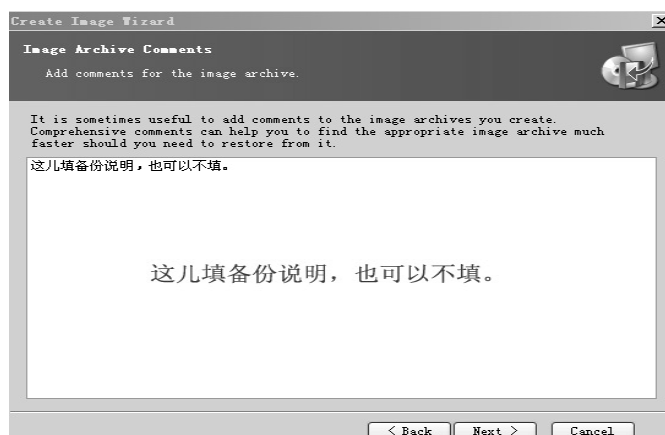 Create Image Wizard
Image Archive Comments
Add comments for the image archive.
It is sometimes useful to add comments to the image archives you create.
Comprehensive comments can help you to find the appropriate image archive much
faster should you need to restore from it.
这儿填备份说明，也可以不填。
这儿填备份说明，也可以不填。
< Back Next > Cancel